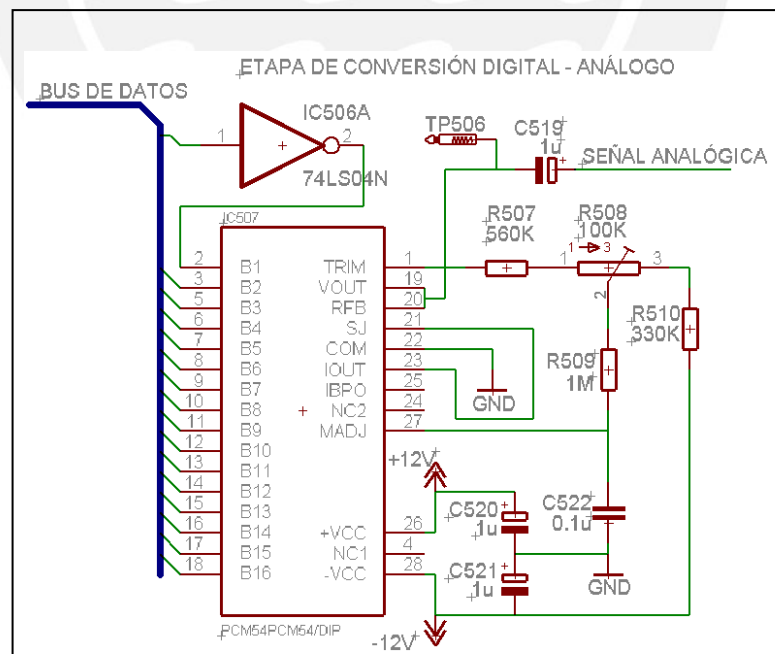 ETAPA DE CONVERSIÓN DIGITAL - ANÁLOGO
BUS DE DATOS
IC506A
1
2
74LS04N
TP506
C519
1u
SEÑAL ANALÓGICA
IC507
R507
560K
R508
100K
1 3
1
3
2
R510
330K
R509
1M
2 B1 TRIM 1
3 B2 VOUT 19
5 B3 RFB 20
6 B4 SJ 21
7 B5 COM 22
8 B6 IOUT 23
9 B7 IBPO 25
10 B8 NC2 24
11 B9 MADJ 27
12 B10
13 B11
14 B12
15 B13
16 B14 +VCC 26
17 B15 NC1 4
18 B16 -VCC 28
GND
+12V
C520
1u
C522
0.1u
C521
1u
GND
-12V
PCM54PCM54/DIP